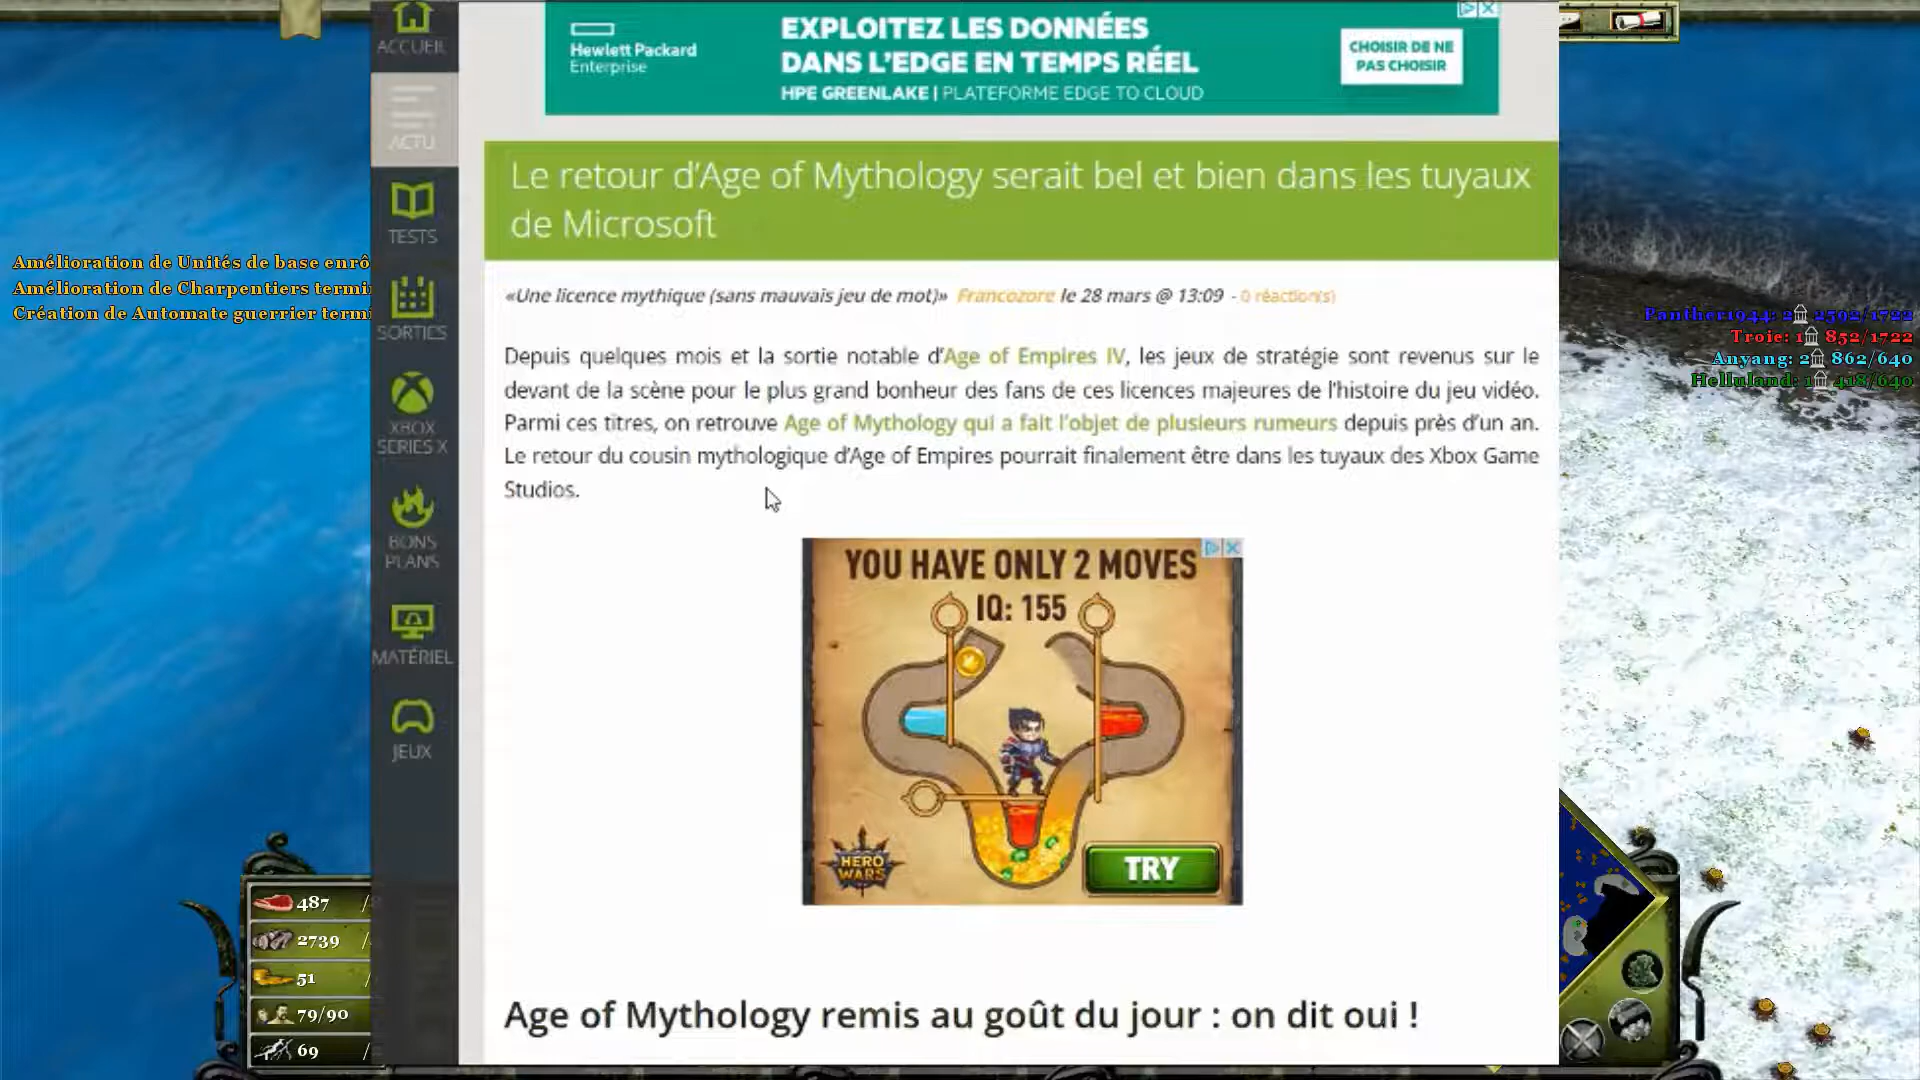 ACCUEIL
ACTU
TESTS
SORTIES
XBOX
SERIES X
BONS
PLANS
MATÉRIEL
JEUX
Hewlett Packard
Enterprise
EXPLOITEZ LES DONNÉES
DANS L'EDGE EN TEMPS RÉEL
HPE GREENLAKE | PLATEFORME EDGE TO CLOUD
CHOISIR DE NE
PAS CHOISIR
Le retour d'Age of Mythology serait bel et bien dans les tuyaux
de Microsoft
«Une licence mythique (sans mauvais jeu de mot)» Francozore le 28 mars @ 13:09 - 0 réaction(s)
Depuis quelques mois et la sortie notable d'Age of Empires IV, les jeux de stratégie sont revenus sur le
devant de la scène pour le plus grand bonheur des fans de ces licences majeures de l'histoire du jeu vidéo.
Parmi ces titres, on retrouve Age of Mythology qui a fait l'objet de plusieurs rumeurs depuis près d'un an.
Le retour du cousin mythologique d'Age of Empires pourrait finalement être dans les tuyaux des Xbox Game
Studios.
YOU HAVE ONLY 2 MOVES
IQ: 155
HERO
WARS
TRY
Age of Mythology remis au goût du jour : on dit oui !
Amélioration de Unités de base enrô
Amélioration de Charpentiers termi
Création de Automate guerrier termi
Panther1944: 2 2592/1722
Troie: 1 852/1722
Anyang: 2 862/640
Helluland: 1 418/640
487 /
2739 /
51 /
79/90
69 /